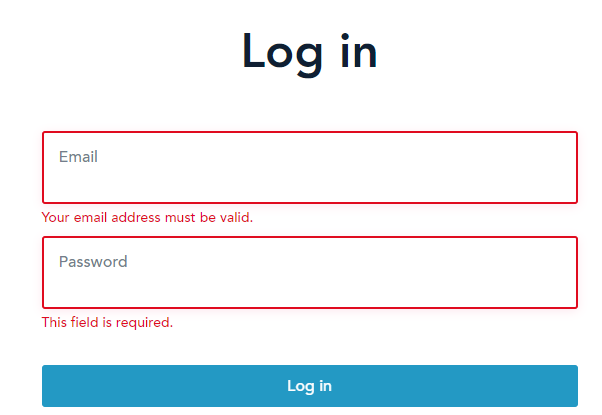 Log in
Email
Your email address must be valid.
Password
This field is required.
Log in